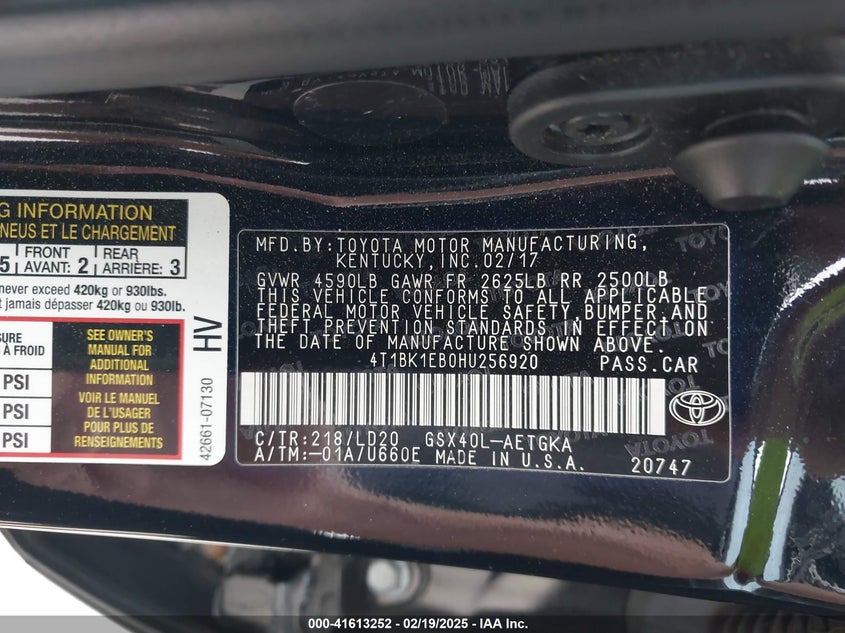 G INFORMATION
NEUS ET LE CHARGEMENT
5 FRONT AVANT: 2 REAR ARRIÈRE: 3
never exceed 420kg or 930lbs.
t jamais dépasser 420kg ou 930lb.
À FROID
PSI
PSI
PSI
SEE OWNER'S
MANUAL FOR
ADDITIONAL
INFORMATION
VOIR LE MANUEL
DE L'USAGER
POUR PLUS DE
RENSEIGNEMENTS
42661-07130 HV
MFD.BY:TOYOTA MOTOR MANUFACTURING,
KENTUCKY,INC.02/17
GVWR 4590LB GAWR FR 2625LB RR 2500LB
THIS VEHICLE CONFORMS TO ALL APPLICABLE
FEDERAL MOTOR VEHICLE SAFETY,BUMPER,AND
THEFT PREVENTION STANDARDS IN EFFECT ON
THE DATE OF MANUFACTURE SHOWN ABOVE.
4T1BK1EB0HU256920 PASS.CAR
C/TR:218/LD20 GSX40L-AETGKA
A/TM:-01A/U660E MADE IN U.S.A.
20747
TOYOTA
000-41613252 - 02/19/2025 - IAA Inc.